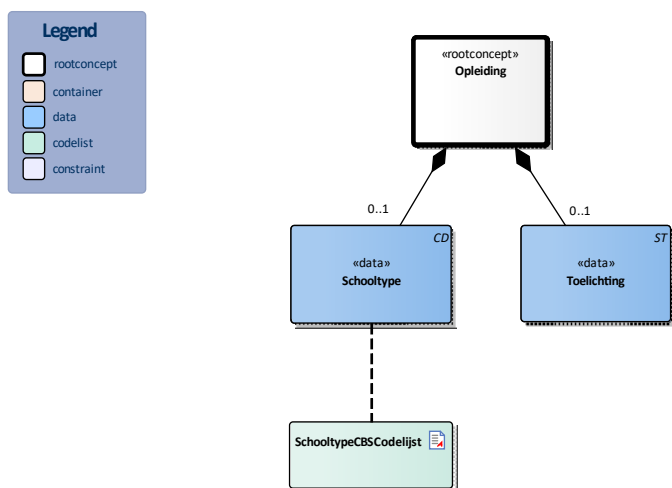 Legend
rootconcept
container
data
codelist
constraint
«rootconcept»
Opleiding
0..1
0..1
CD
«data»
Schooltype
ST
«data»
Toelichting
SchooltypeCBSCodelijst